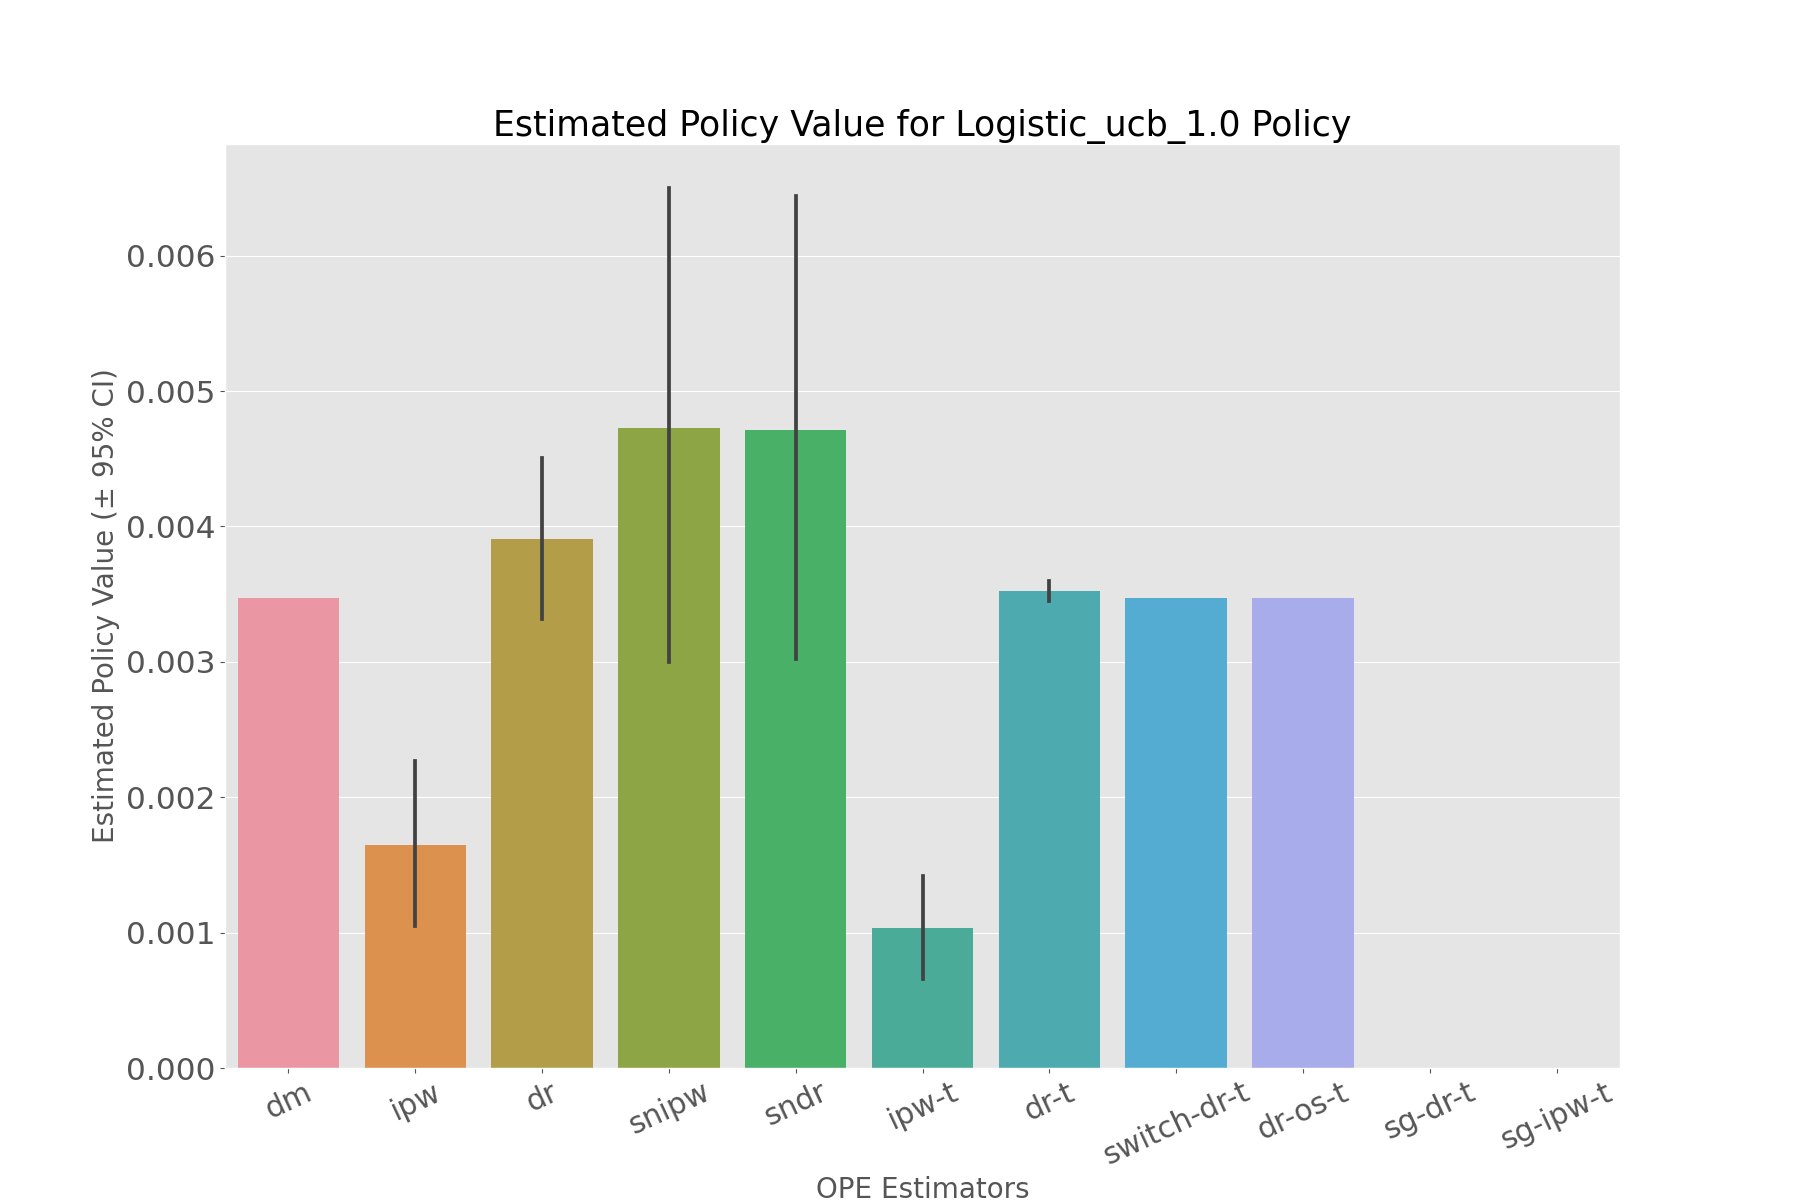 Estimated Policy Value for Logistic_ucb_1.0 Policy
Estimated Policy Value (± 95% CI)
0.006
0.005
0.004
0.003
0.002
0.001
0.000
dm
ipw
dr
snipw
sndr
ipw-t
dr-t
switch-dr-t
dr-os-t
sg-dr-t
sg-ipw-t
OPE Estimators